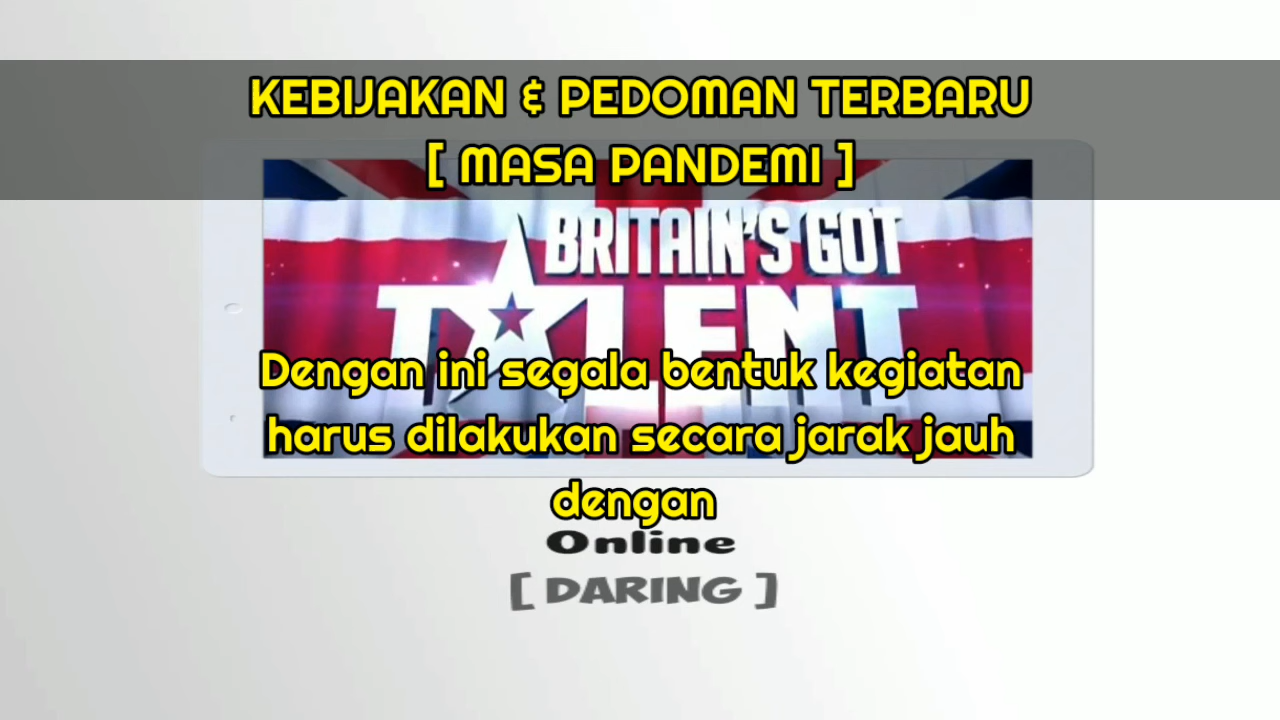 KEBIJAKAN & PEDOMAN TERBARU
[ MASA PANDEMI ]
BRITAIN'S GOT
TALENT
Dengan ini segala bentuk kegiatan
harus dilakukan secara jarak jauh
dengan
Online
[ DARING ]